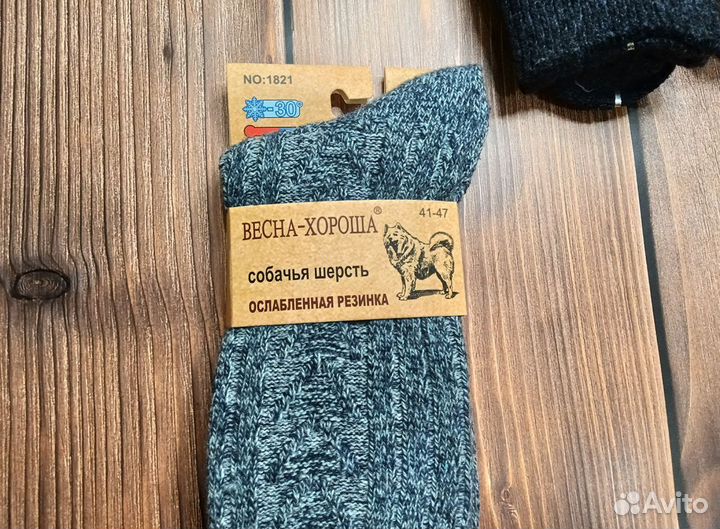 NO:1821
-30°
ВЕСНА-ХОРОША®
41-47
собачья шерсть
ОСЛАБЛЕННАЯ РЕЗИНКА
Avito